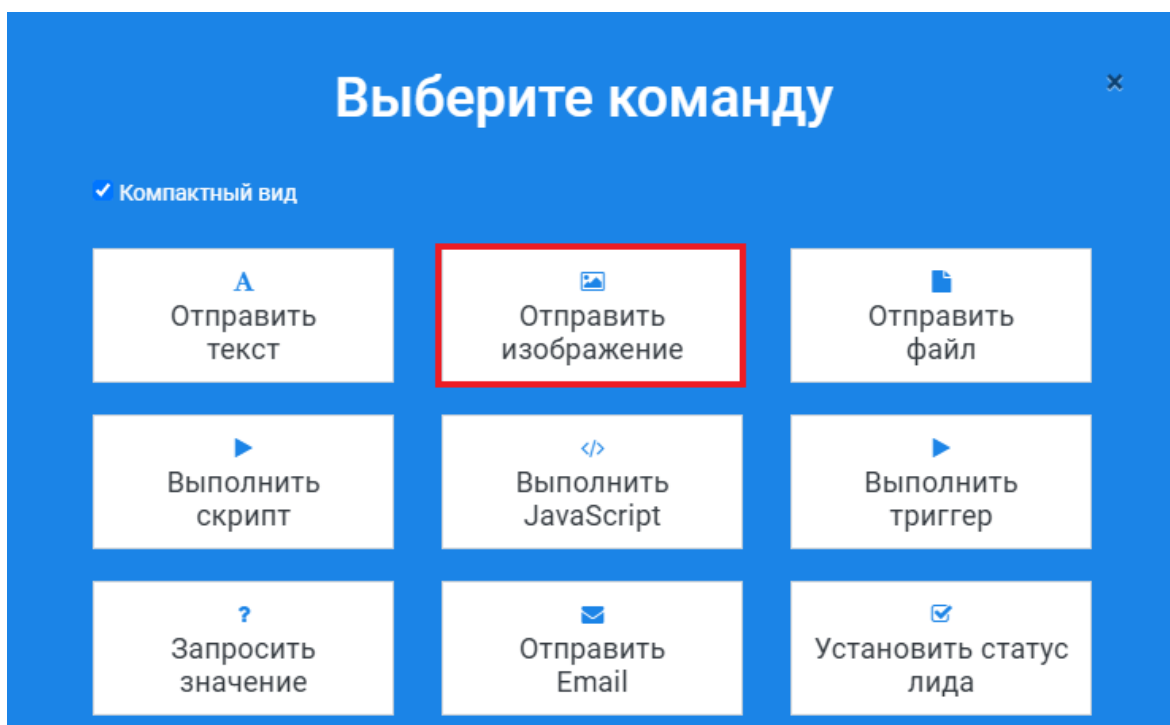 Выберите команду
Компактный вид
Отправить
текст
Отправить
изображение
Отправить
файл
Выполнить
скрипт
Выполнить
JavaScript
Выполнить
триггер
Запросить
значение
Отправить
Email
Установить статус
лида